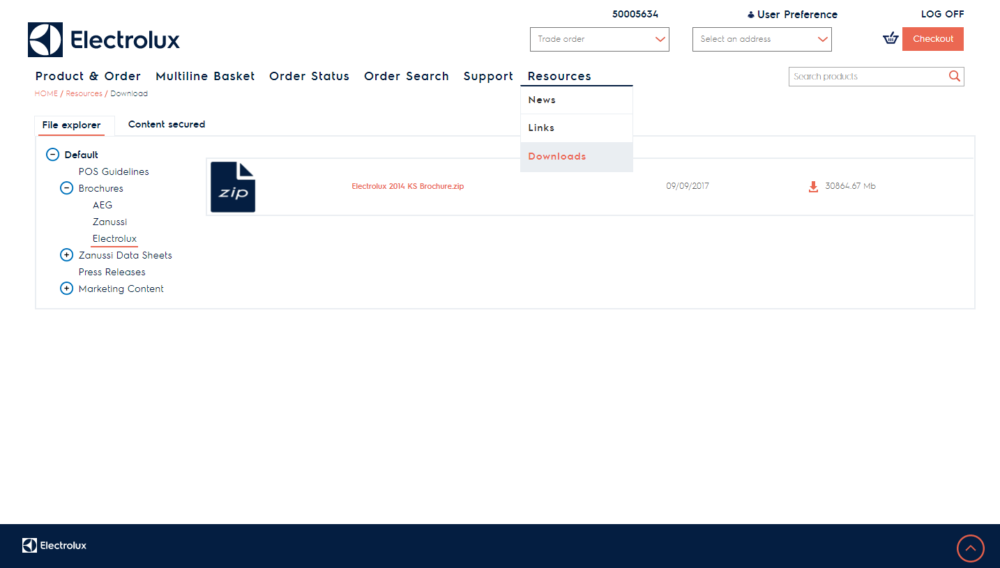 50005634
User Preference
LOG OFF
Electrolux
Trade order
Select an address
Checkout
Product & Order
Multiline Basket
Order Status
Order Search
Support
Resources
Search products
HOME / Resources / Download
News
Links
Downloads
File explorer
Content secured
Default
POS Guidelines
Brochures
AEG
Zanussi
Electrolux
Zanussi Data Sheets
Press Releases
Marketing Content
zip
Electrolux 2014 KS Brochure.zip
09/09/2017
30864.67 Mb
Electrolux